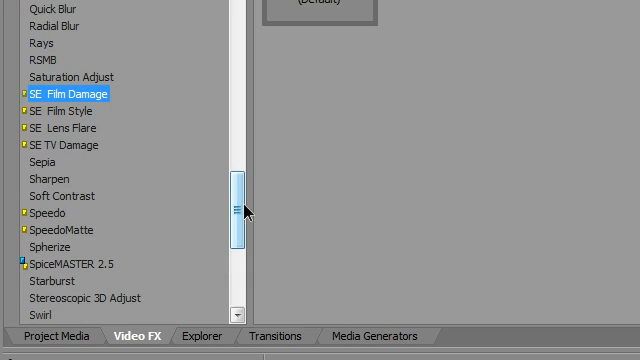 Quick Blur
(Default)
Radial Blur
Rays
RSMB
Saturation Adjust
SE Film Damage
SE Film Style
SE Lens Flare
SE TV Damage
Sepia
Sharpen
Soft Contrast
Speedo
SpeedoMatte
Spherize
SpiceMASTER 2.5
Starburst
Stereoscopic 3D Adjust
Swirl
Project Media Video FX Explorer Transitions Media Generators